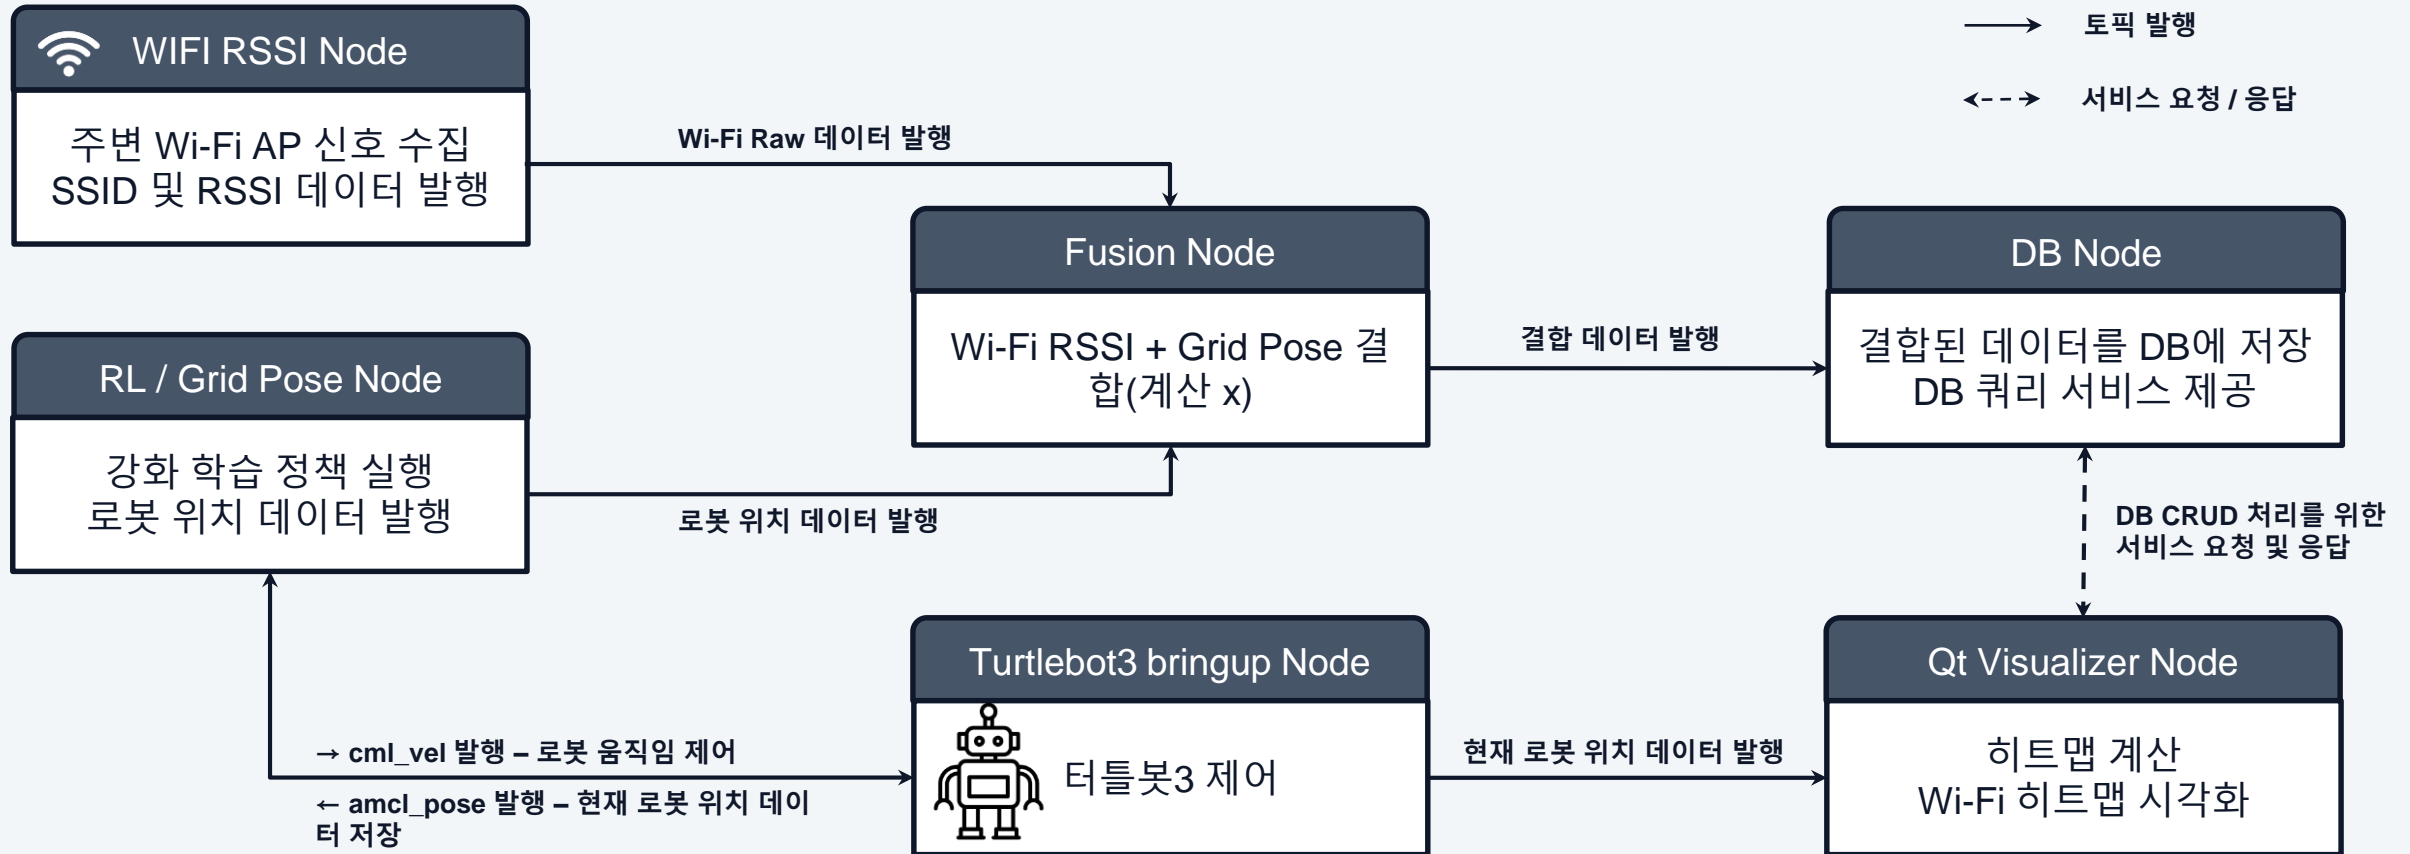 WIFI RSSI Node
주변 Wi-Fi AP 신호 수집
SSID 및 RSSI 데이터 발행
토픽 발행
서비스 요청 / 응답
Wi-Fi Raw 데이터 발행
Fusion Node
Wi-Fi RSSI + Grid Pose 결
합(계산 x)
DB Node
결합된 데이터를 DB에 저장
DB 쿼리 서비스 제공
결합 데이터 발행
RL / Grid Pose Node
강화 학습 정책 실행
로봇 위치 데이터 발행
로봇 위치 데이터 발행
DB CRUD 처리를 위한
서비스 요청 및 응답
→ cml_vel 발행 – 로봇 움직임 제어
← amcl_pose 발행 – 현재 로봇 위치 데이
터 저장
Turtlebot3 bringup Node
터틀봇3 제어
현재 로봇 위치 데이터 발행
Qt Visualizer Node
히트맵 계산
Wi-Fi 히트맵 시각화